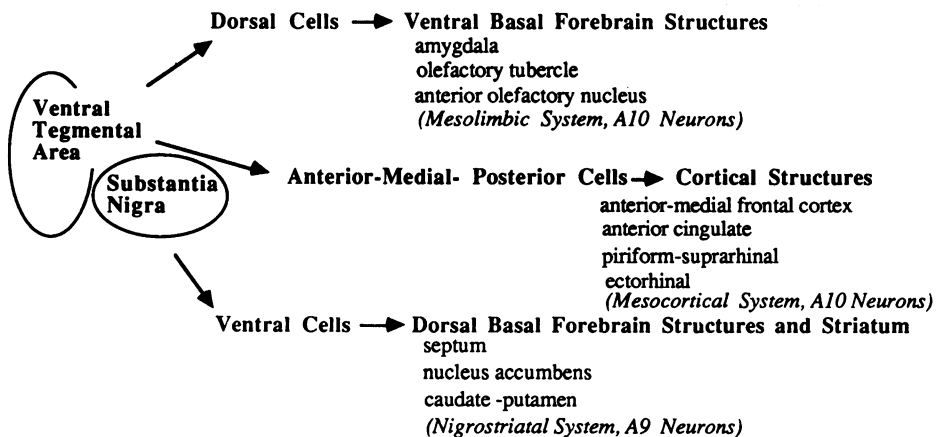 Dorsal Cells Ventral Basal Forebrain Structures
amygdala
olefactory tubercle
anterior olefactory nucleus
(Mesolimbic System, A10 Neurons)
Ventral
Tegmental
Area
Substantia
Nigra
Anterior-Medial- Posterior Cells Cortical Structures
anterior-medial frontal cortex
anterior cingulate
piriform-suprarhinal
ectorhinal
(Mesocortical System, A10 Neurons)
Ventral Cells Dorsal Basal Forebrain Structures and Striatum
septum
nucleus accumbens
caudate -putamen
(Nigrostriatal System, A9 Neurons)